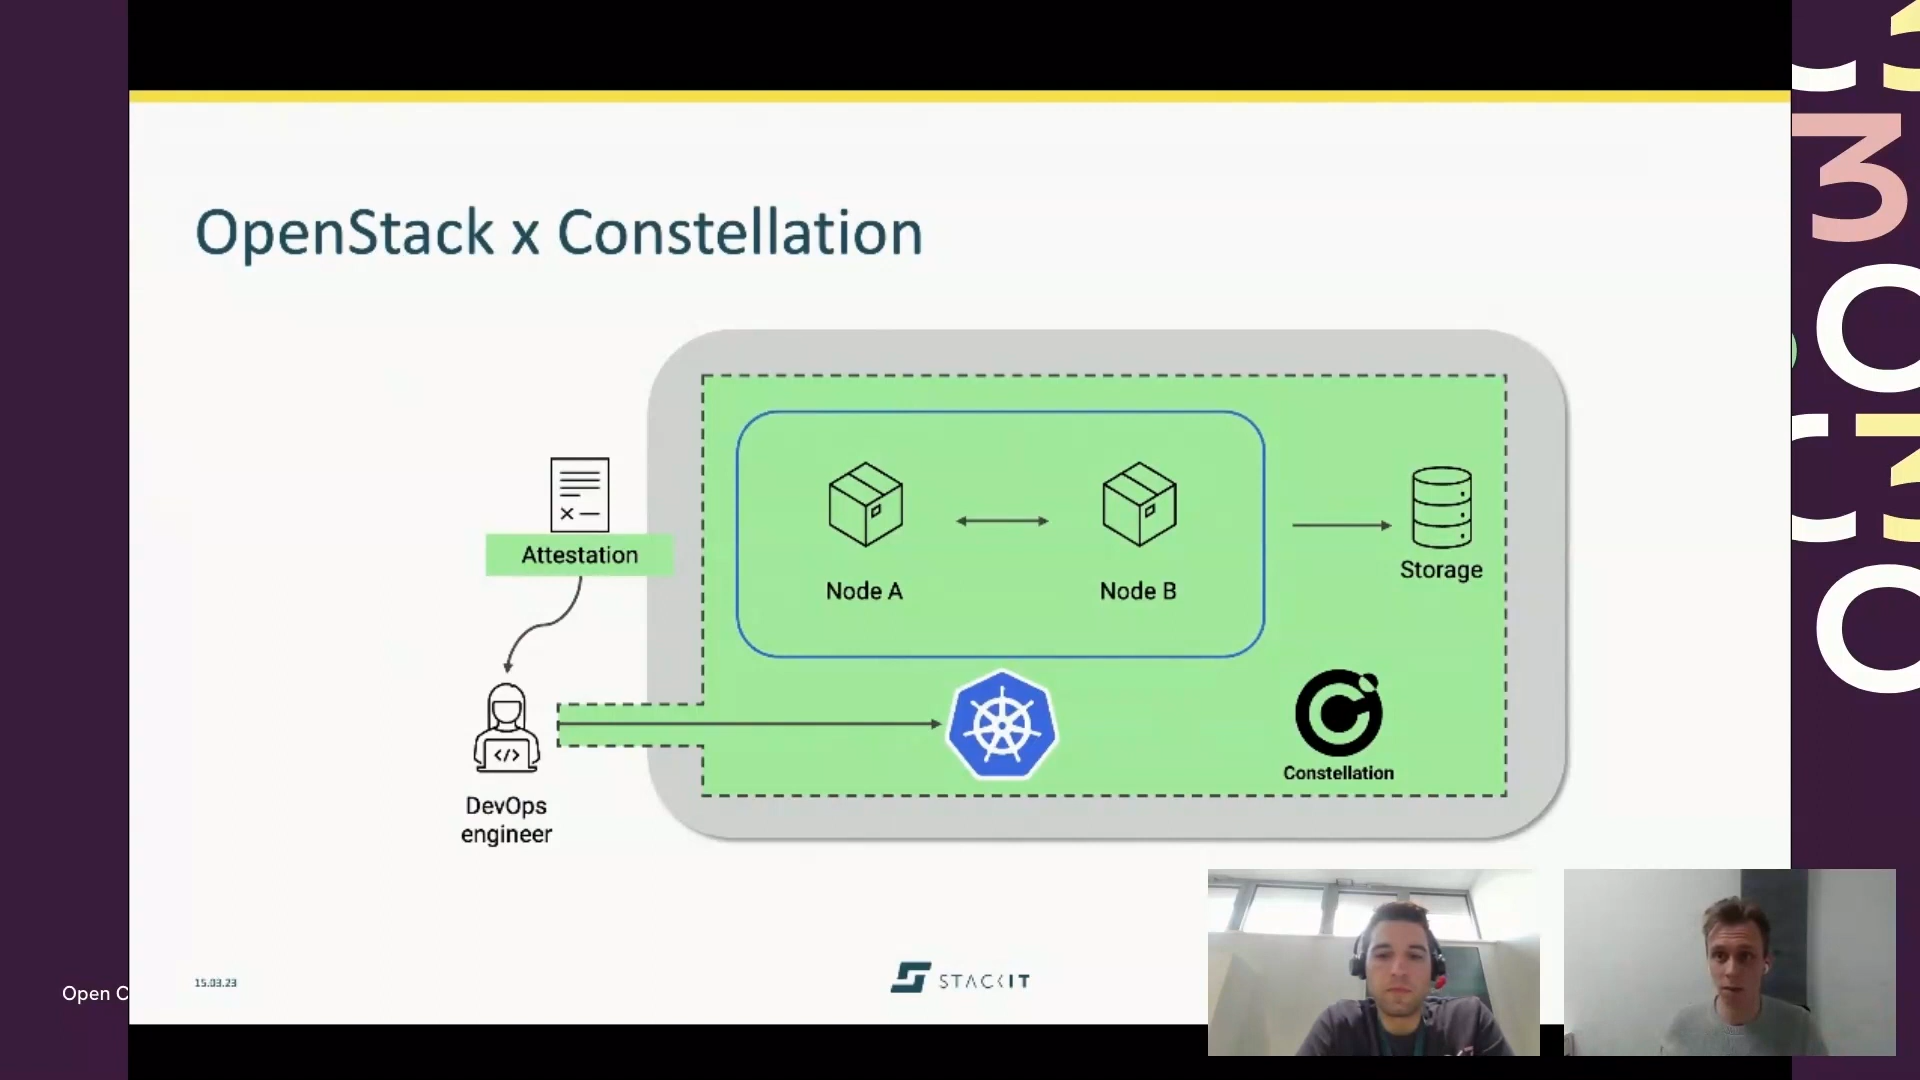 OpenStack x Constellation
Attestation
Node A
Node B
Storage
Constellation
DevOps
engineer
15.03.23
STACKIT
Open C